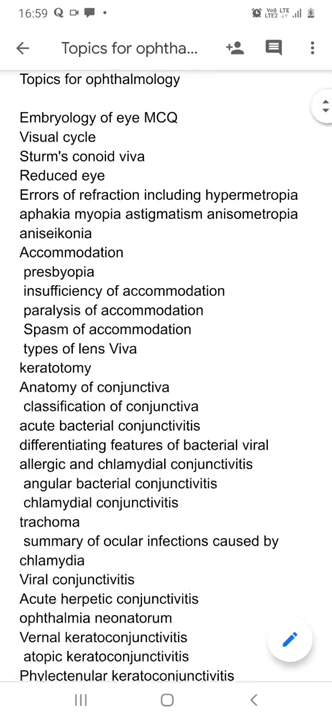 16:59
VoD LTE
LTE2
Topics for ophtha...
Topics for ophthalmology
Embryology of eye MCQ
Visual cycle
Sturm's conoid viva
Reduced eye
Errors of refraction including hypermetropia
aphakia myopia astigmatism anisometropia
aniseikonia
Accommodation
presbyopia
insufficiency of accommodation
paralysis of accommodation
Spasm of accommodation
types of lens Viva
keratotomy
Anatomy of conjunctiva
classification of conjunctiva
acute bacterial conjunctivitis
differentiating features of bacterial viral
allergic and chlamydial conjunctivitis
angular bacterial conjunctivitis
chlamydial conjunctivitis
trachoma
summary of ocular infections caused by
chlamydia
Viral conjunctivitis
Acute herpetic conjunctivitis
ophthalmia neonatorum
Vernal keratoconjunctivitis
atopic keratoconjunctivitis
Phylectenular keratoconjunctivitis